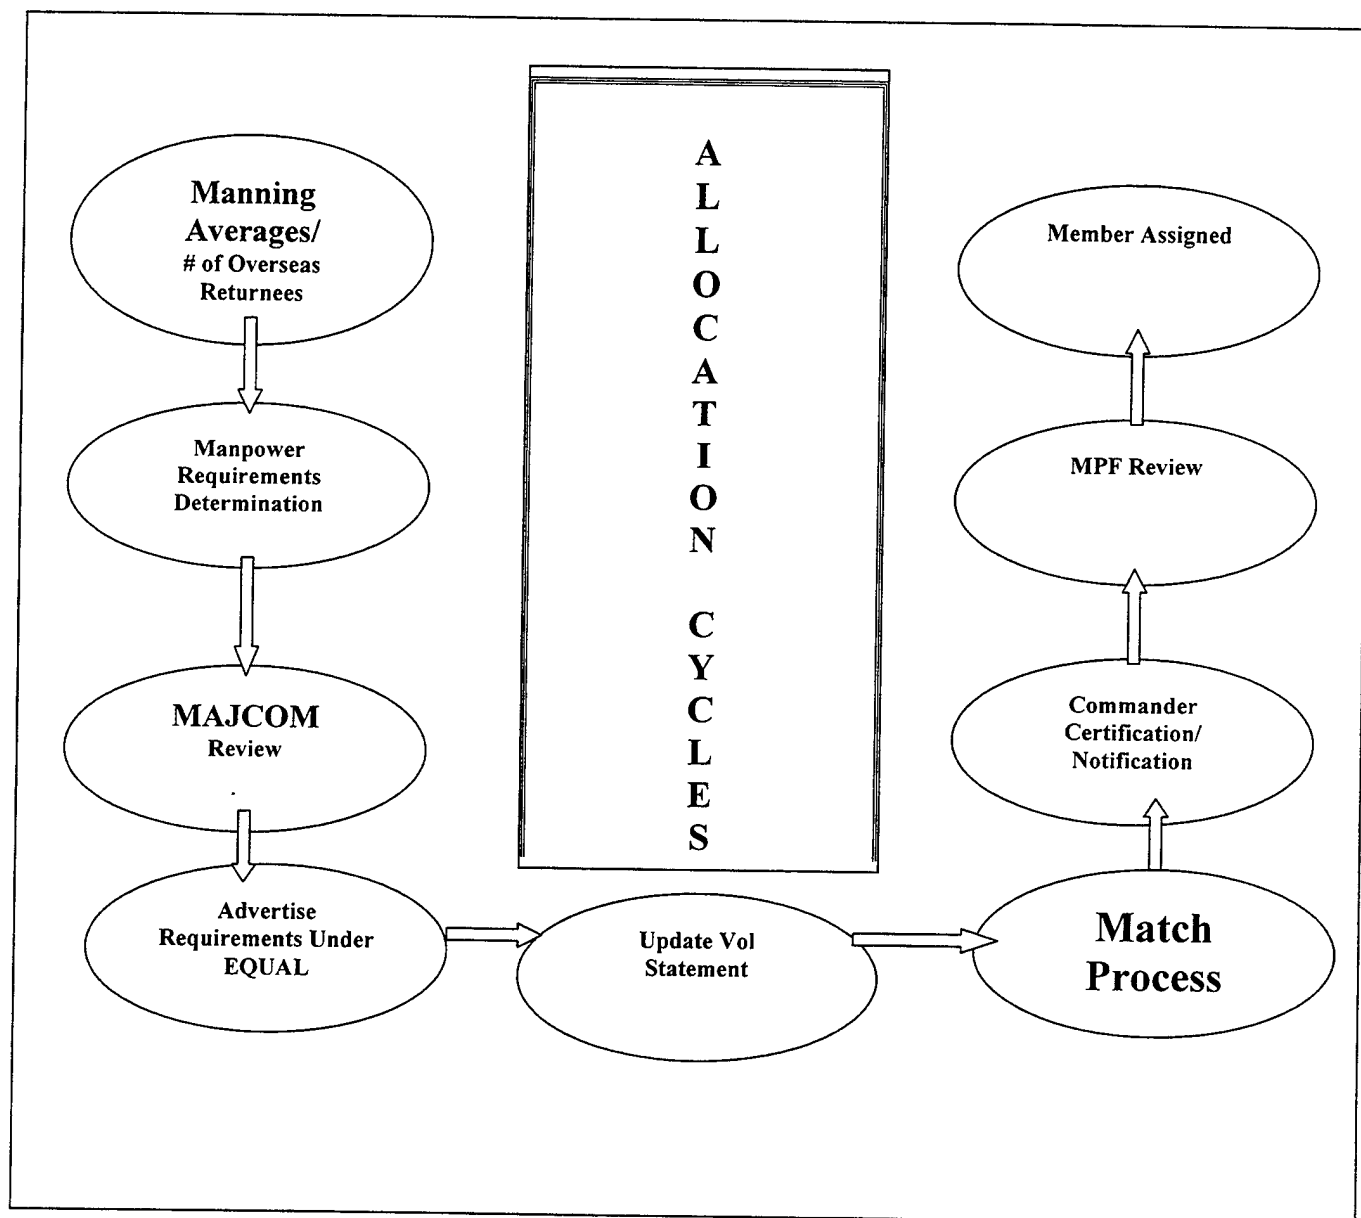 Manning
Averages/
# of Overseas
Returnees
Manpower
Requirements
Determination
MAJCOM
Review
Advertise
Requirements Under
EQUAL
Update Vol
Statement
Match
Process
Commander
Certification/
Notification
MPF Review
Member Assigned
A
L
L
O
C
A
T
I
O
N
C
Y
C
L
E
S